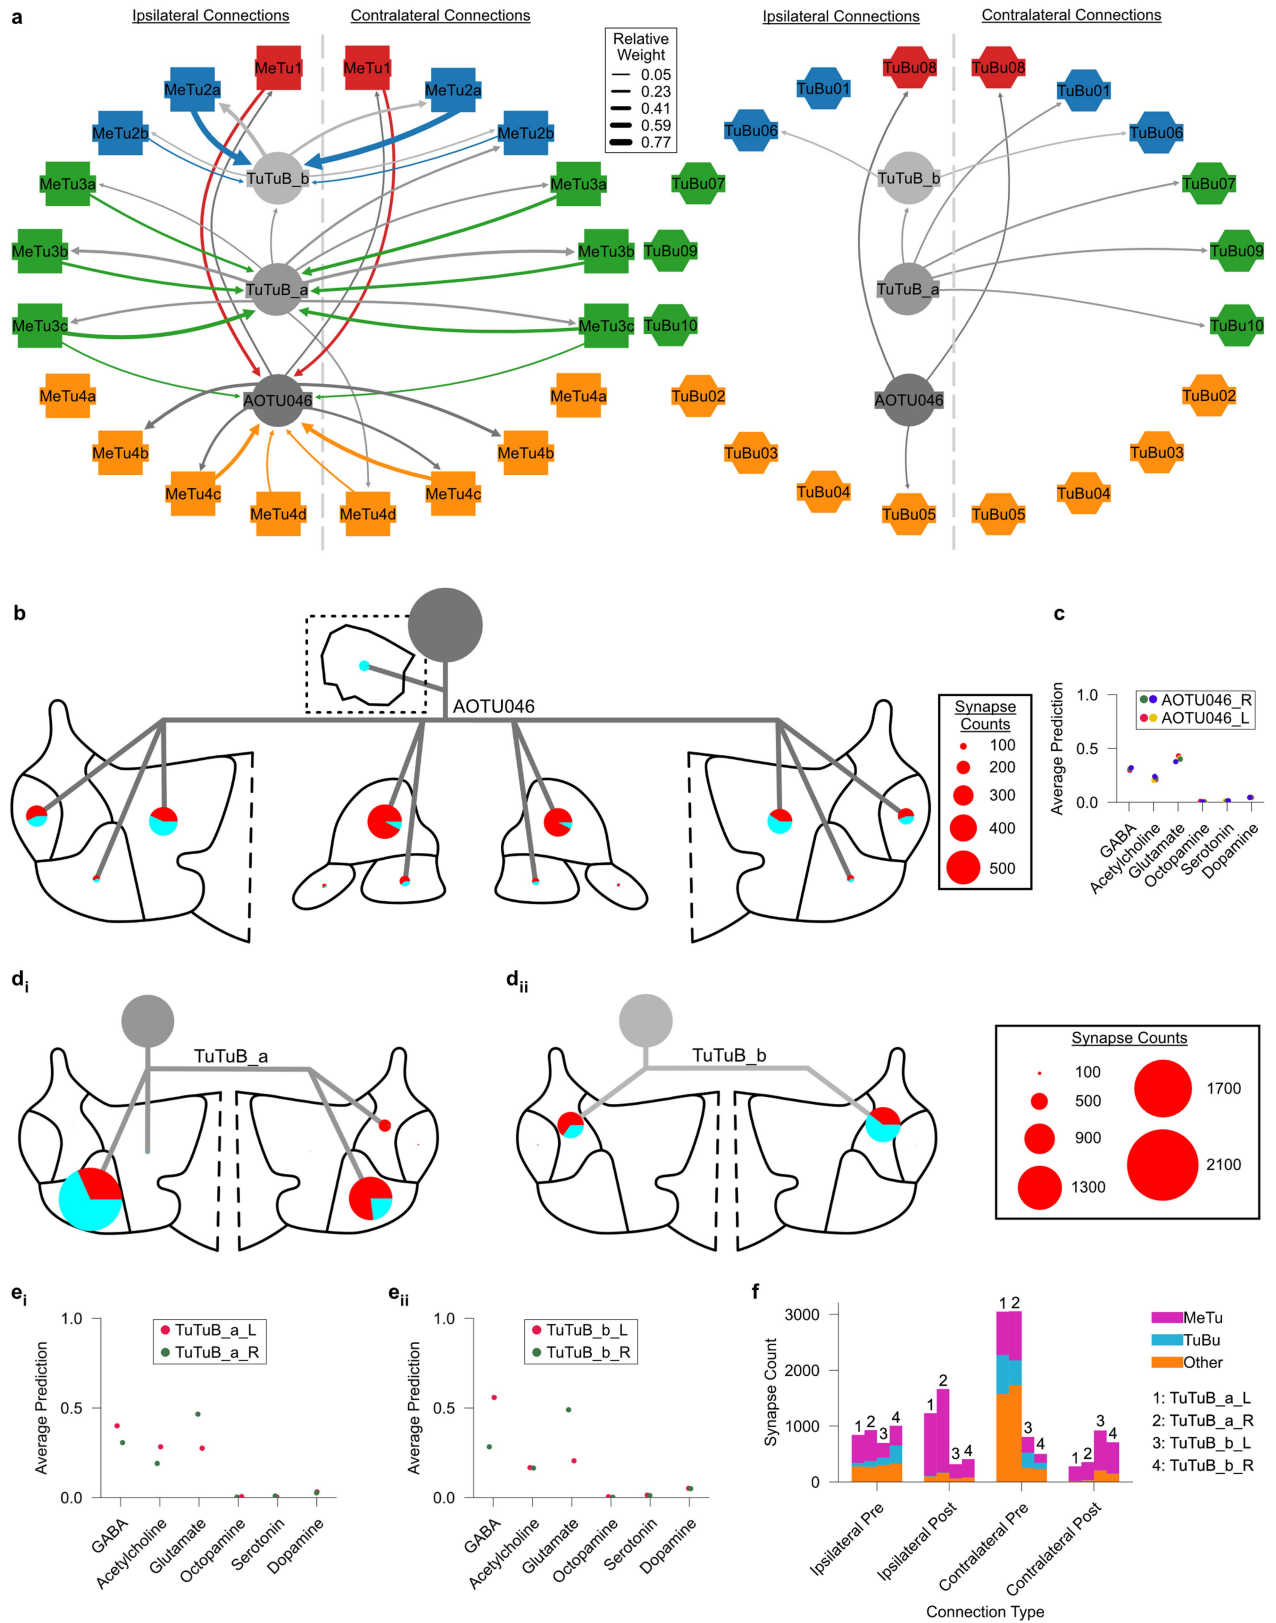 a
Ipsilateral Connections
Contralateral Connections
MeTu1
MeTu1
MeTu2a
MeTu2a
MeTu2b
MeTu2b
TuTuB_b
MeTu3a
MeTu3a
MeTu3b
MeTu3b
TuTuB_a
MeTu3c
MeTu3c
AOTU046
MeTu4a
MeTu4a
MeTu4b
MeTu4b
MeTu4c
MeTu4c
MeTu4d
MeTu4d
Relative
Weight
0.05
0.23
0.41
0.59
0.77
Ipsilateral Connections
Contralateral Connections
TuBu08
TuBu08
TuBu01
TuBu01
TuBu06
TuBu06
TuTuB_b
TuBu07
TuBu07
TuBu09
TuBu09
TuTuB_a
TuBu10
TuBu10
AOTU046
TuBu02
TuBu02
TuBu03
TuBu03
TuBu04
TuBu04
TuBu05
TuBu05
b
AOTU046
Synapse
Counts
100
200
300
400
500
c
Average Prediction
1.0
0.5
0.0
AOTU046_R
AOTU046_L
GABA
Acetylcholine
Glutamate
Octopamine
Serotonin
Dopamine
di
TuTuB_a
dii
TuTuB_b
Synapse Counts
100
500
900
1300
1700
2100
ei
Average Prediction
1.0
0.5
0.0
TuTuB_a_L
TuTuB_a_R
GABA
Acetylcholine
Glutamate
Octopamine
Serotonin
Dopamine
eii
Average Prediction
1.0
0.5
0.0
TuTuB_b_L
TuTuB_b_R
GABA
Acetylcholine
Glutamate
Octopamine
Serotonin
Dopamine
f
Synapse Count
3000
2000
1000
0
1 2 3 4
1 2 3 4
1 2 3 4
1 2 3 4
Ipsilateral Pre
Ipsilateral Post
Contralateral Pre
Contralateral Post
Connection Type
MeTu
TuBu
Other
1: TuTuB_a_L
2: TuTuB_a_R
3: TuTuB_b_L
4: TuTuB_b_R